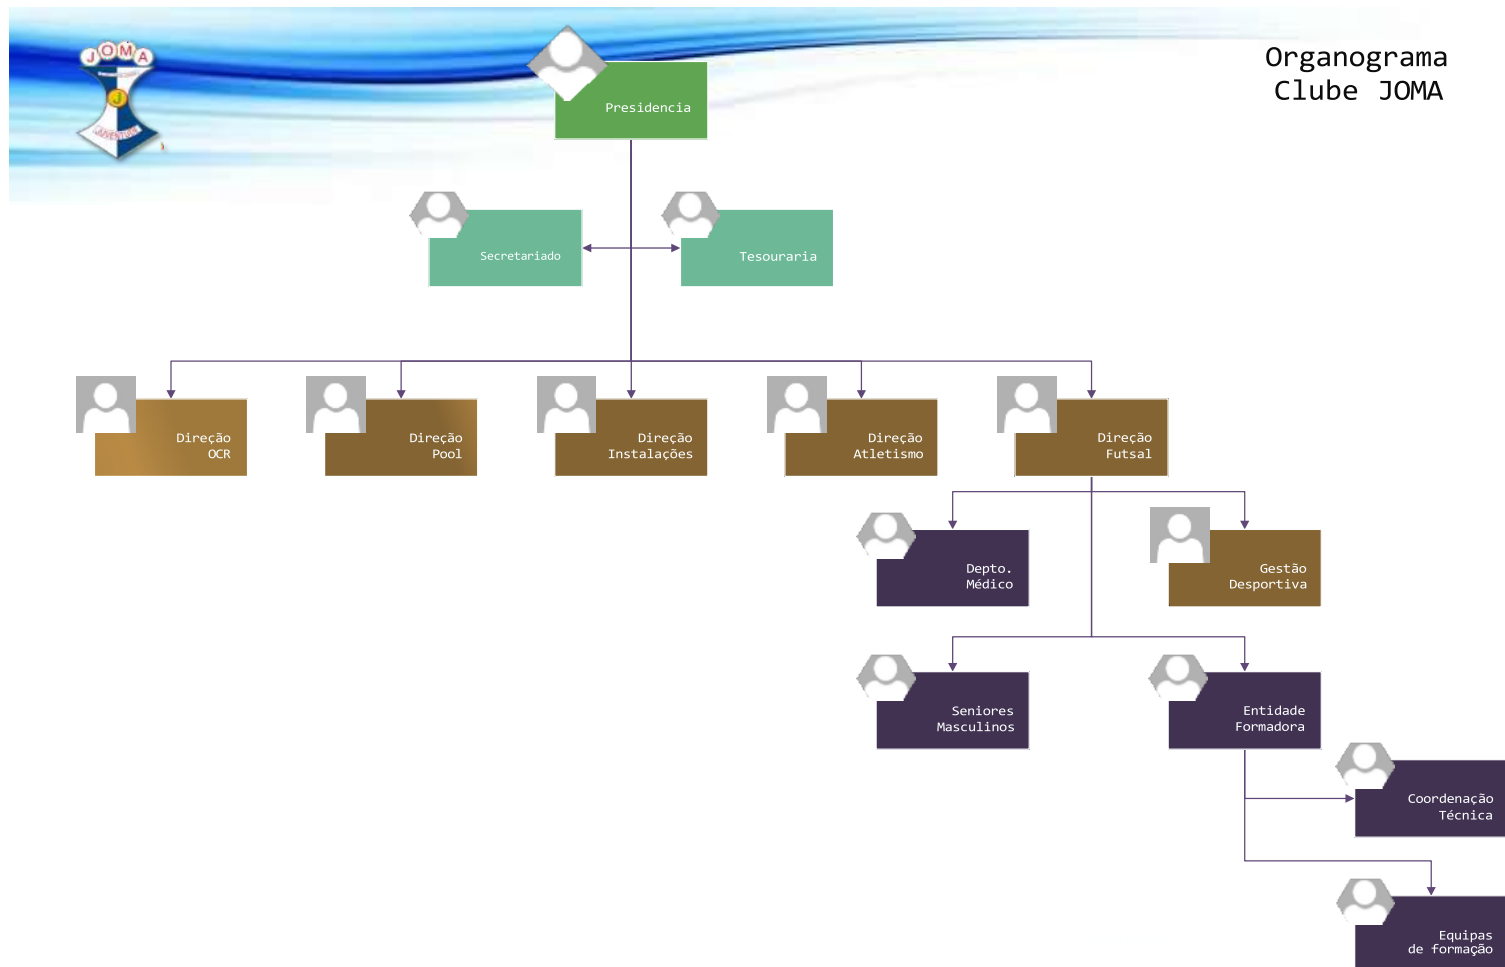 Organograma
Clube JOMA
JOMA
J
JUVENTUDE
Presidencia
Secretariado
Tesouraria
Direção
OCR
Direção
Pool
Direção
Instalações
Direção
Atletismo
Direção
Futsal
Depto.
Médico
Gestão
Desportiva
Seniores
Masculinos
Entidade
Formadora
Coordenação
Técnica
Equipas
de formação